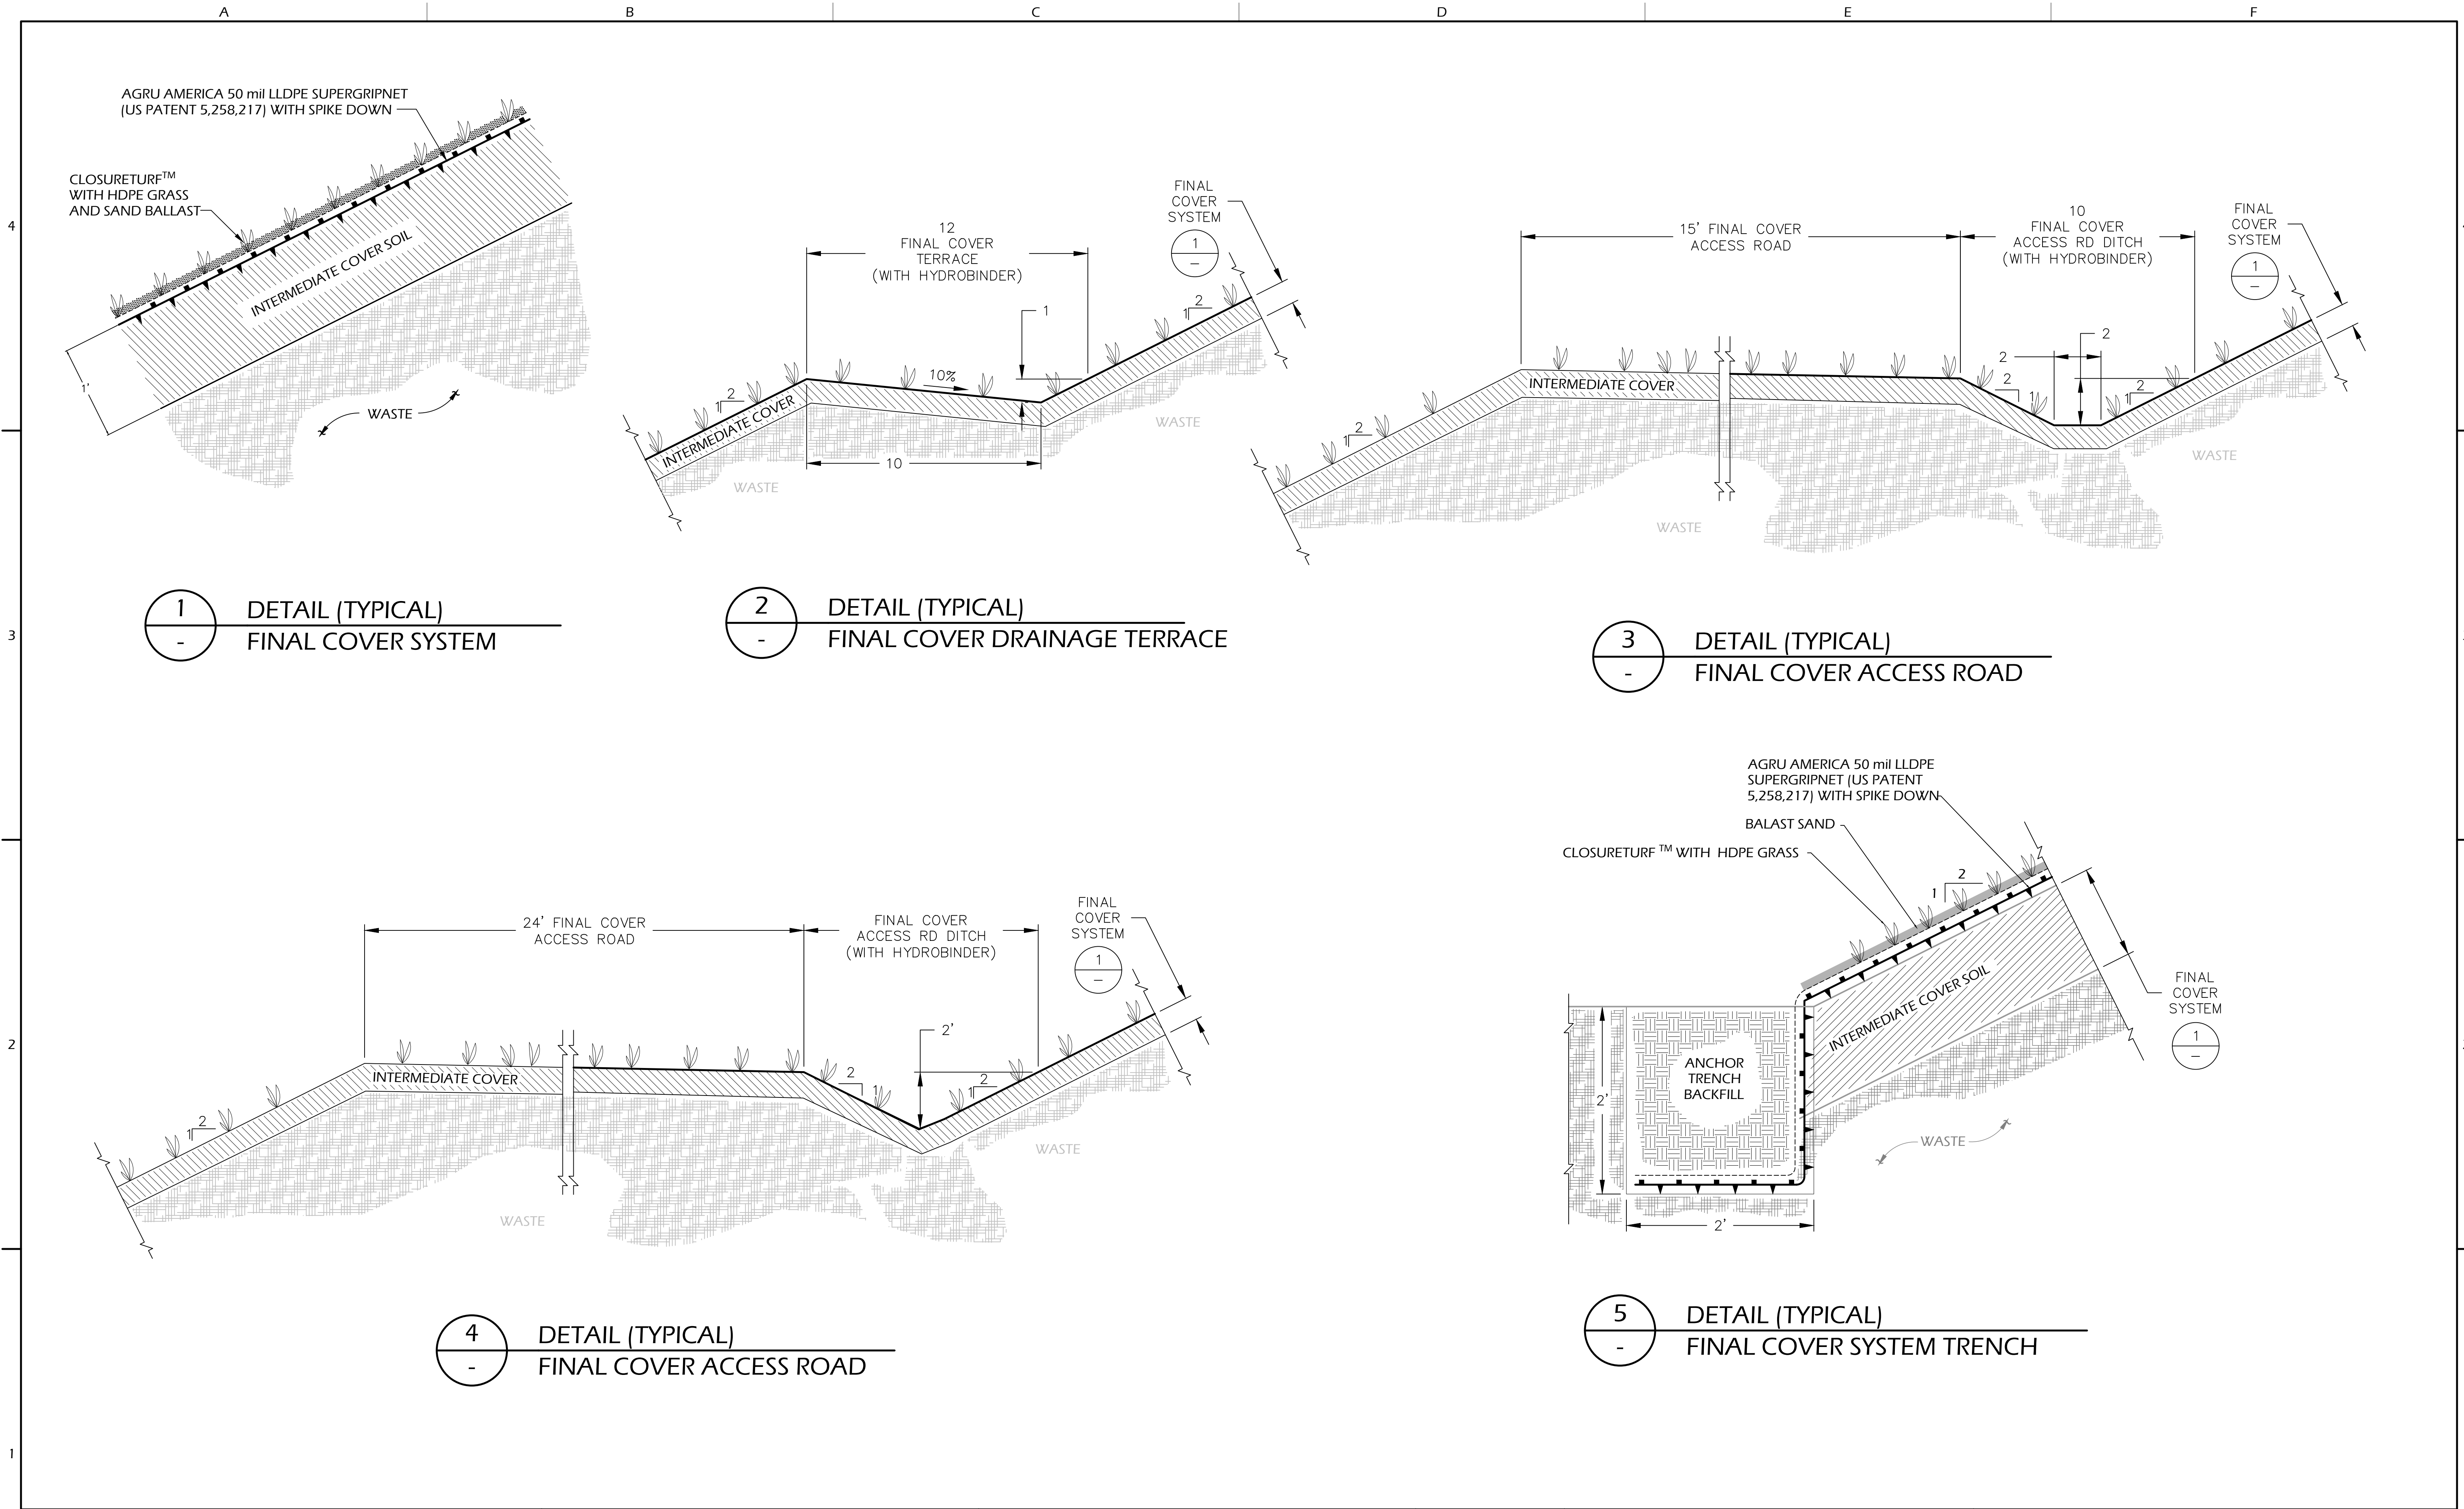 A B C D E F
4
3
2
1
AGRU AMERICA 50 mil LLDPE SUPERGRIPNET
(US PATENT 5,258,217) WITH SPIKE DOWN
CLOSURETURF™
WITH HDPE GRASS
AND SAND BALLAST
INTERMEDIATE COVER SOIL
1'
WASTE
1
-
DETAIL (TYPICAL)
FINAL COVER SYSTEM
12
FINAL COVER
TERRACE
(WITH HYDROBINDER)
FINAL
COVER
SYSTEM
1
-
1
2
1
10%
2
1
INTERMEDIATE COVER
10
WASTE
WASTE
2
-
DETAIL (TYPICAL)
FINAL COVER DRAINAGE TERRACE
15' FINAL COVER
ACCESS ROAD
10
FINAL COVER
ACCESS RD DITCH
(WITH HYDROBINDER)
FINAL
COVER
SYSTEM
1
-
2
2
2
1
2
1
INTERMEDIATE COVER
2
1
WASTE
WASTE
3
-
DETAIL (TYPICAL)
FINAL COVER ACCESS ROAD
24' FINAL COVER
ACCESS ROAD
FINAL COVER
ACCESS RD DITCH
(WITH HYDROBINDER)
FINAL
COVER
SYSTEM
1
-
2'
INTERMEDIATE COVER
2
1
2
1
2
1
WASTE
WASTE
4
-
DETAIL (TYPICAL)
FINAL COVER ACCESS ROAD
AGRU AMERICA 50 mil LLDPE
SUPERGRIPNET (US PATENT
5,258,217) WITH SPIKE DOWN
BALAST SAND
CLOSURETURF ™ WITH HDPE GRASS
2
1
INTERMEDIATE COVER SOIL
FINAL
COVER
SYSTEM
1
-
ANCHOR
TRENCH
BACKFILL
2'
WASTE
2'
5
-
DETAIL (TYPICAL)
FINAL COVER SYSTEM TRENCH